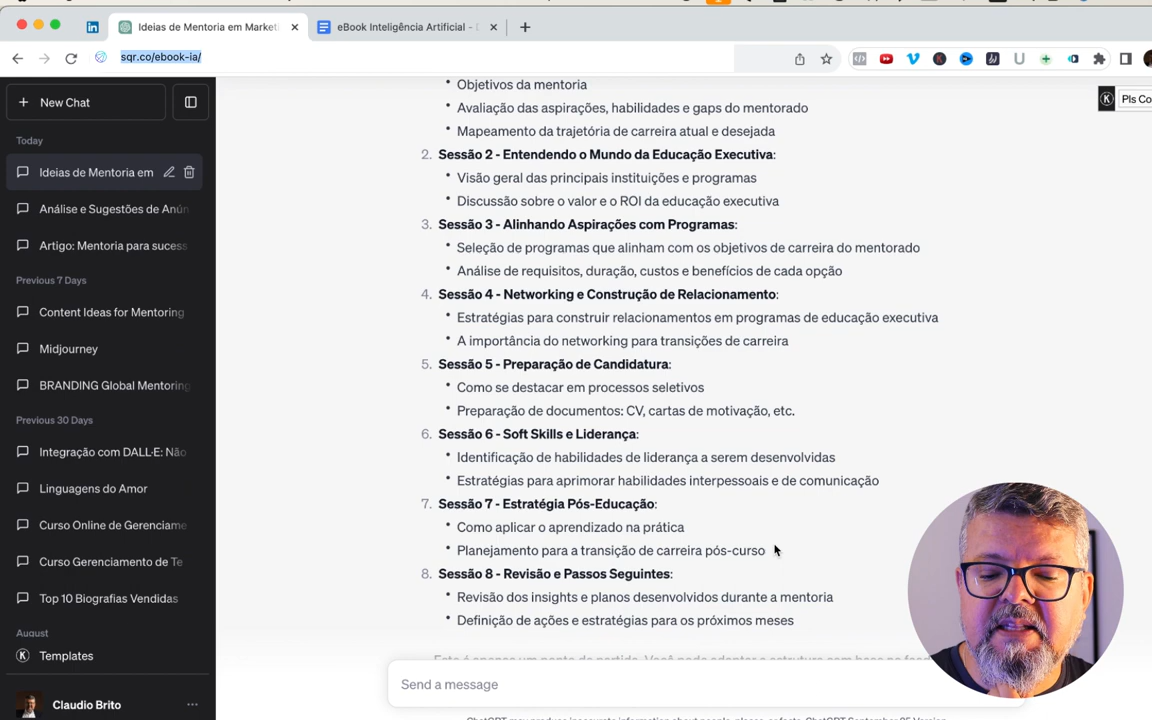 Ideias de Mentoria em Marketi
eBook Inteligência Artificial -
sqr.co/ebook-ia/
New Chat
Pls Co
Today
Ideias de Mentoria em
Análise e Sugestões de Anún
Artigo: Mentoria para sucess
Previous 7 Days
Content Ideas for Mentoring
Midjourney
BRANDING Global Mentoring
Previous 30 Days
Integração com DALL·E: Não
Linguagens do Amor
Curso Online de Gerenciame
Curso Gerenciamento de Te
Top 10 Biografias Vendidas
August
Templates
Claudio Brito
• Objetivos da mentoria
• Avaliação das aspirações, habilidades e gaps do mentorado
• Mapeamento da trajetória de carreira atual e desejada
2. Sessão 2 - Entendendo o Mundo da Educação Executiva:
• Visão geral das principais instituições e programas
• Discussão sobre o valor e o ROI da educação executiva
3. Sessão 3 - Alinhando Aspirações com Programas:
• Seleção de programas que alinham com os objetivos de carreira do mentorado
• Análise de requisitos, duração, custos e benefícios de cada opção
4. Sessão 4 - Networking e Construção de Relacionamento:
• Estratégias para construir relacionamentos em programas de educação executiva
• A importância do networking para transições de carreira
5. Sessão 5 - Preparação de Candidatura:
• Como se destacar em processos seletivos
• Preparação de documentos: CV, cartas de motivação, etc.
6. Sessão 6 - Soft Skills e Liderança:
• Identificação de habilidades de liderança a serem desenvolvidas
• Estratégias para aprimorar habilidades interpessoais e de comunicação
7. Sessão 7 - Estratégia Pós-Educação:
• Como aplicar o aprendizado na prática
• Planejamento para a transição de carreira pós-curso
8. Sessão 8 - Revisão e Passos Seguintes:
• Revisão dos insights e planos desenvolvidos durante a mentoria
• Definição de ações e estratégias para os próximos meses
Send a message